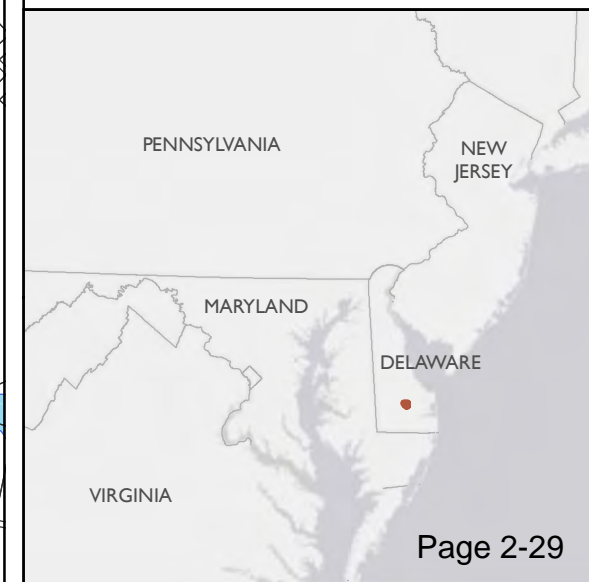 PENNSYLVANIA
NEW
JERSEY
MARYLAND
DELAWARE
VIRGINIA
Page 2-29